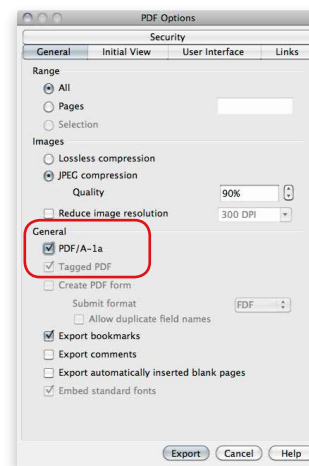 PDF Options
Security
General Initial View User Interface Links
Range
All
Pages
Selection
Images
Lossless compression
JPEG compression
Quality 90%
Reduce image resolution 300 DPI
General
PDF/A-1a
Tagged PDF
Create PDF form
Submit format FDF
Allow duplicate field names
Export bookmarks
Export comments
Export automatically inserted blank pages
Embed standard fonts
Export Cancel Help